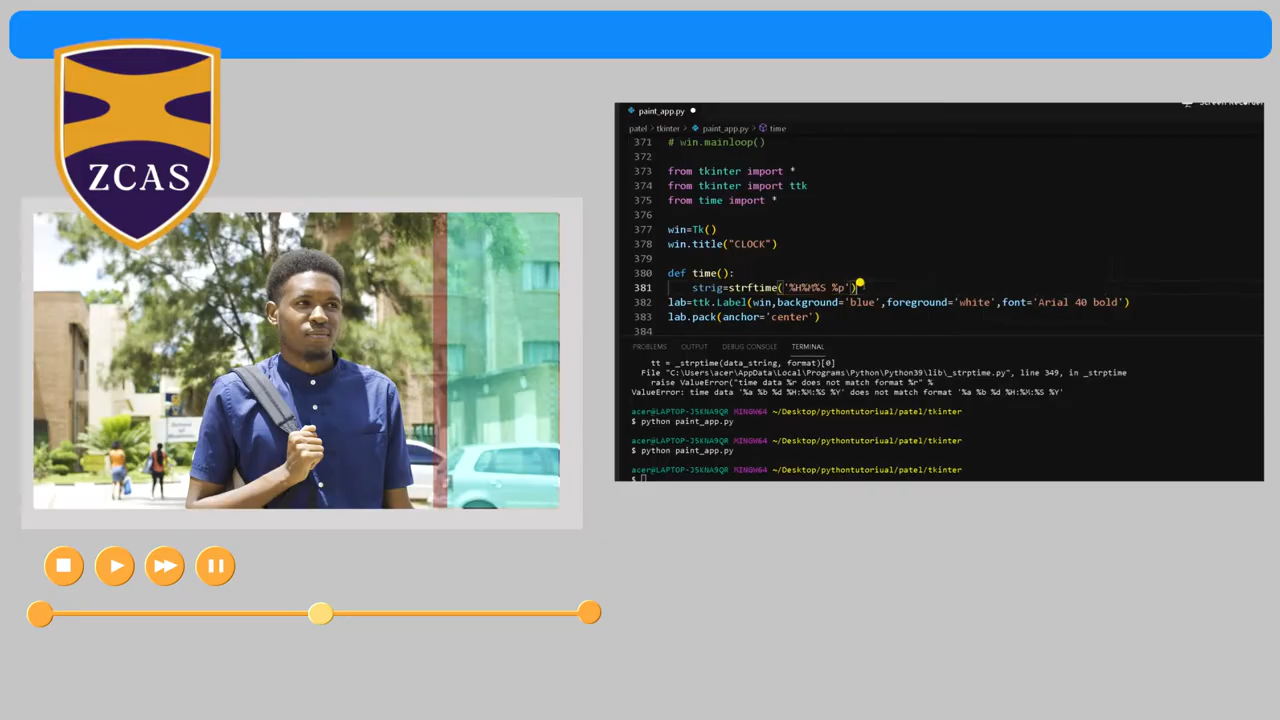 ZCAS
Screen Recorder
paint_app.py
patel > tkinter > paint_app.py > time
371 # win.mainloop()
372
373 from tkinter import *
374 from tkinter import ttk
375 from time import *
376
377 win=Tk()
378 win.title("CLOCK")
379
380 def time():
381 strig=strftime('%H%M%S %p')
382 lab=ttk.Label(win,background='blue',foreground='white',font='Arial 40 bold')
383 lab.pack(anchor='center')
384
PROBLEMS OUTPUT DEBUG CONSOLE TERMINAL
tt = _strptime(data_string, format)[0]
File "C:\Users\acer\AppData\Local\Programs\Python\Python39\lib\_strptime.py", line 349, in _strptime
raise ValueError("time data %r does not match format %r" %
ValueError: time data '%a %b %d %H:%M:%S %Y' does not match format '%a %b %d %H:%M:%S %Y'
acer@LAPTOP-J5KNA9QR MINGW64 ~/Desktop/pythontutoriual/patel/tkinter
$ python paint_app.py
acer@LAPTOP-J5KNA9QR MINGW64 ~/Desktop/pythontutoriual/patel/tkinter
$ python paint_app.py
acer@LAPTOP-J5KNA9QR MINGW64 ~/Desktop/pythontutoriual/patel/tkinter
$